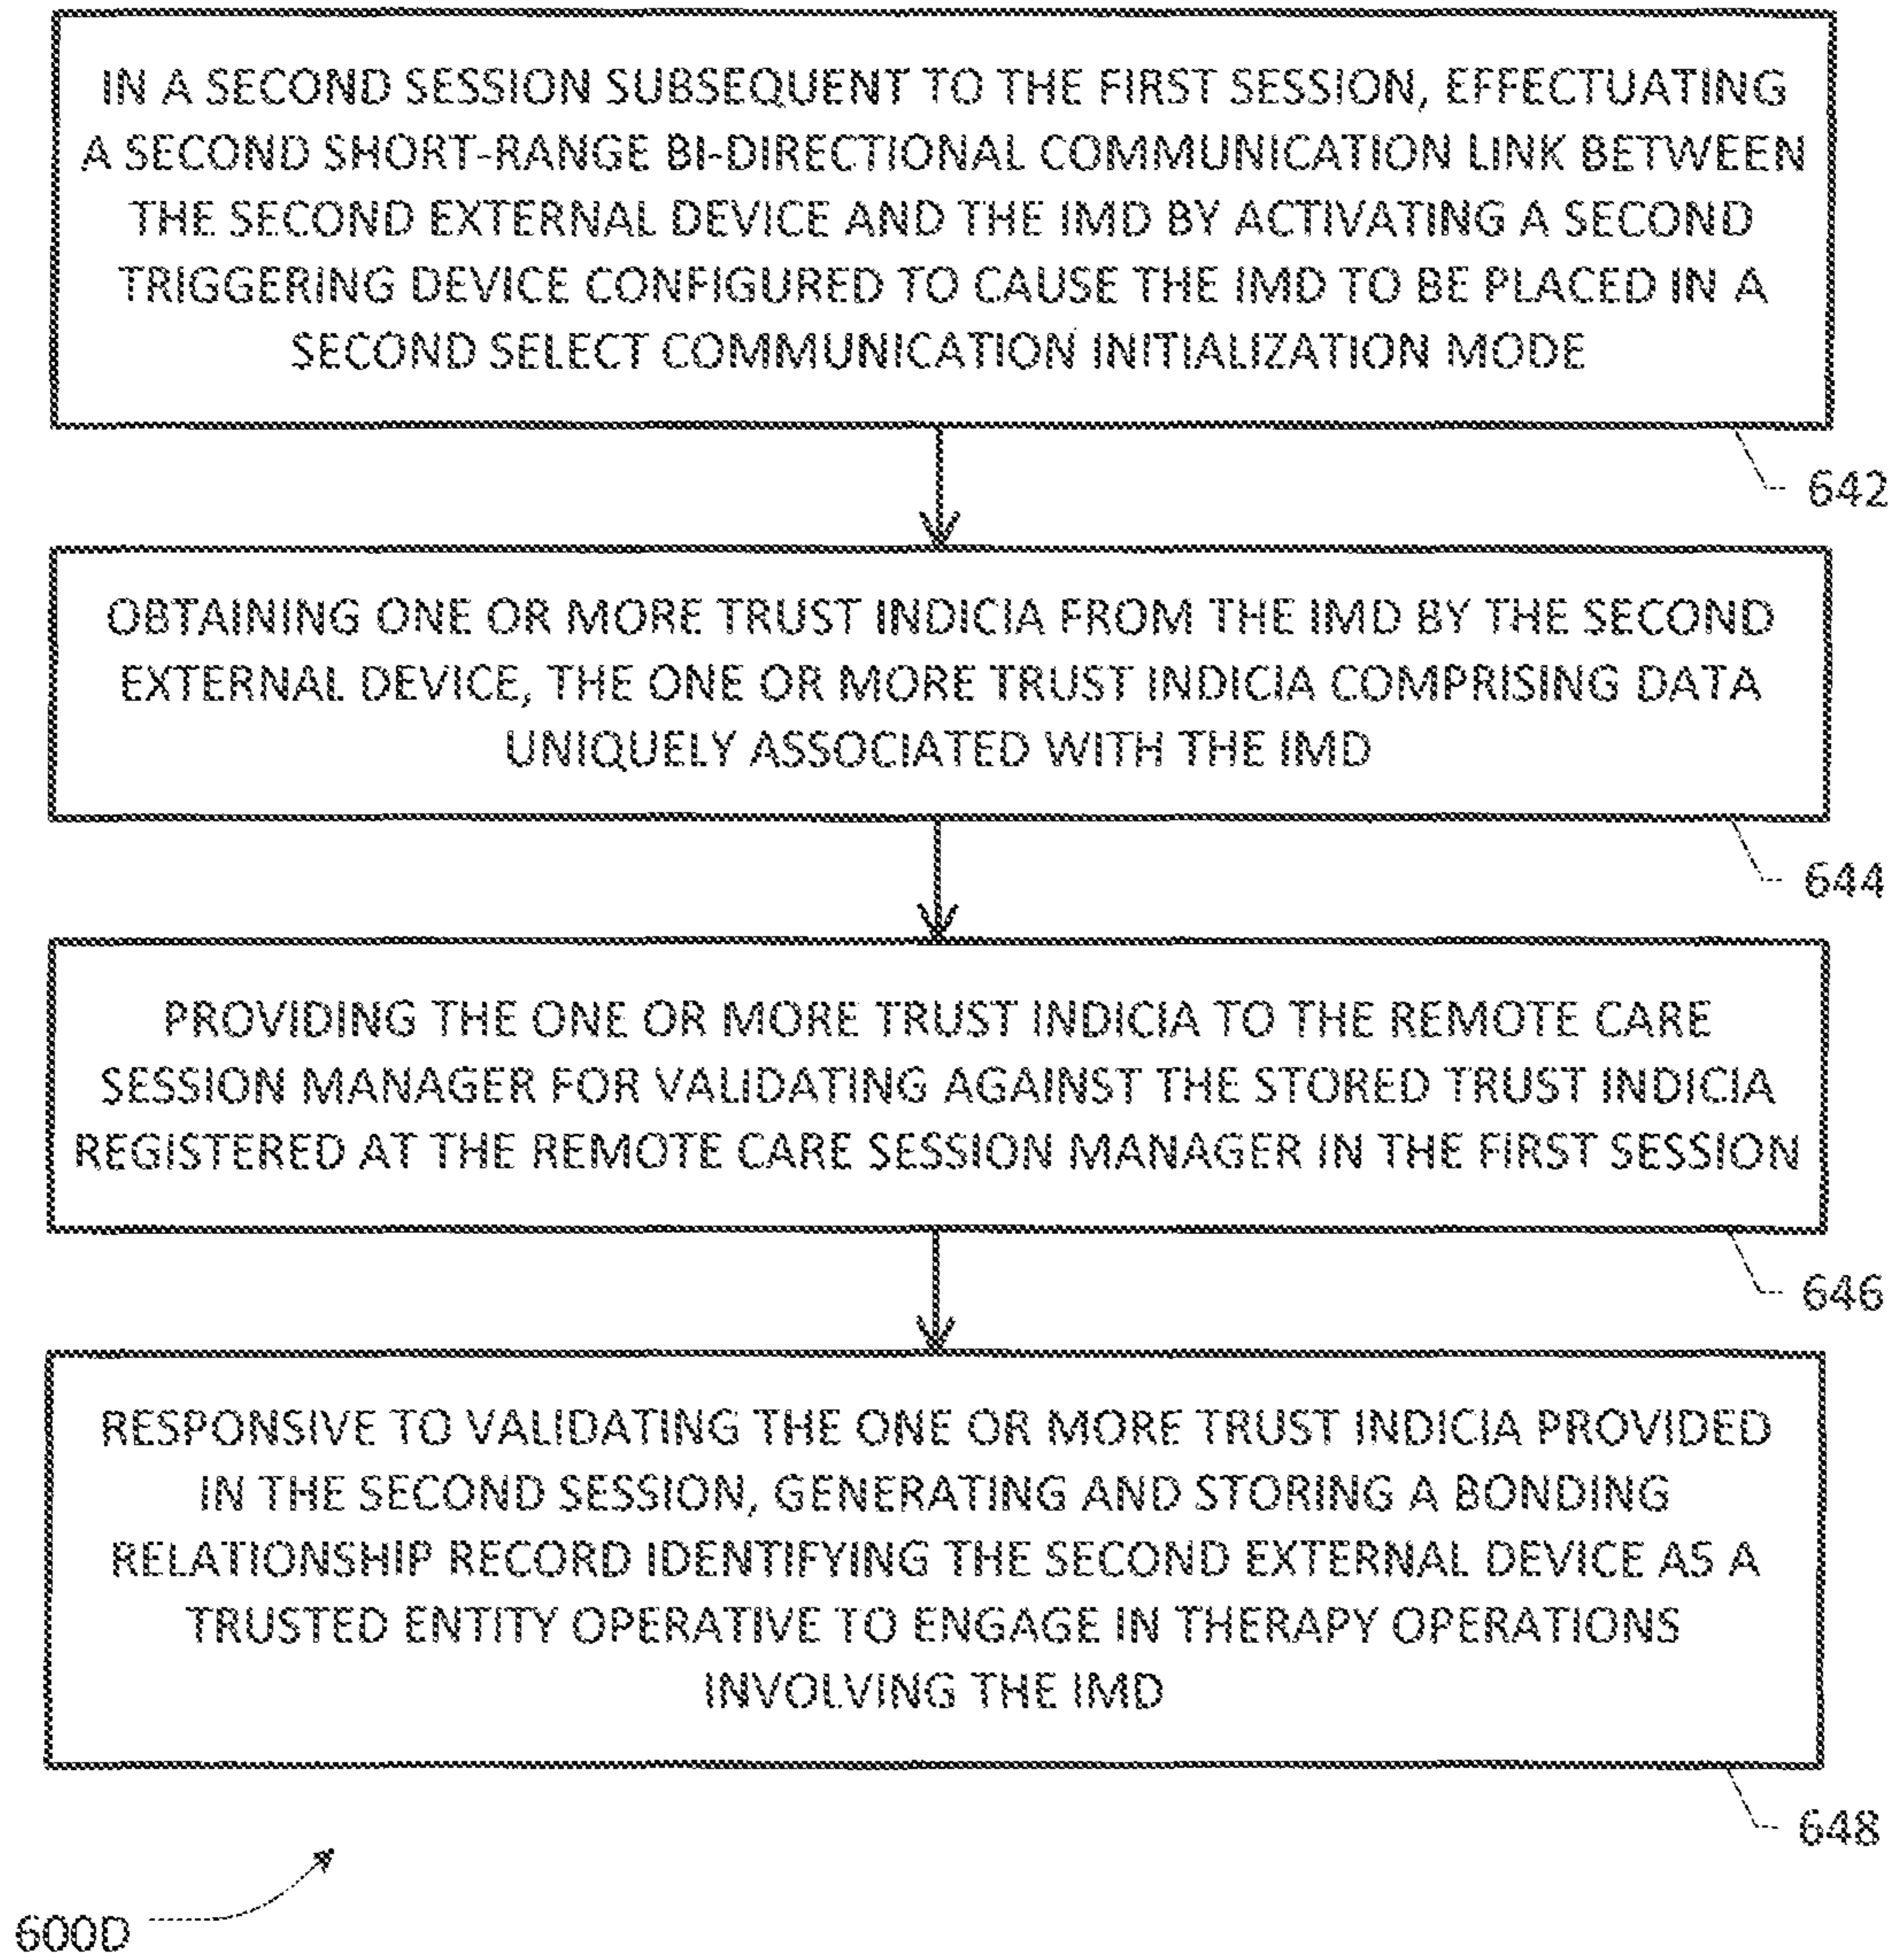 IN A SECOND SESSION SUBSEQUENT TO THE FIRST SESSION, EFFECTUATING
A SECOND SHORT-RANGE BI-DIRECTIONAL COMMUNICATION LINK BETWEEN
THE SECOND EXTERNAL DEVICE AND THE IMD BY ACTIVATING A SECOND
TRIGGERING DEVICE CONFIGURED TO CAUSE THE IMD TO BE PLACED IN A
SECOND SELECT COMMUNICATION INITIALIZATION MODE
642
OBTAINING ONE OR MORE TRUST INDICIA FROM THE IMD BY THE SECOND
EXTERNAL DEVICE, THE ONE OR MORE TRUST INDICIA COMPRISING DATA
UNIQUELY ASSOCIATED WITH THE IMD
644
PROVIDING THE ONE OR MORE TRUST INDICIA TO THE REMOTE CARE
SESSION MANAGER FOR VALIDATING AGAINST THE STORED TRUST INDICIA
REGISTERED AT THE REMOTE CARE SESSION MANAGER IN THE FIRST SESSION
646
RESPONSIVE TO VALIDATING THE ONE OR MORE TRUST INDICIA PROVIDED
IN THE SECOND SESSION, GENERATING AND STORING A BONDING
RELATIONSHIP RECORD IDENTIFYING THE SECOND EXTERNAL DEVICE AS A
TRUSTED ENTITY OPERATIVE TO ENGAGE IN THERAPY OPERATIONS
INVOLVING THE IMD
648
600D